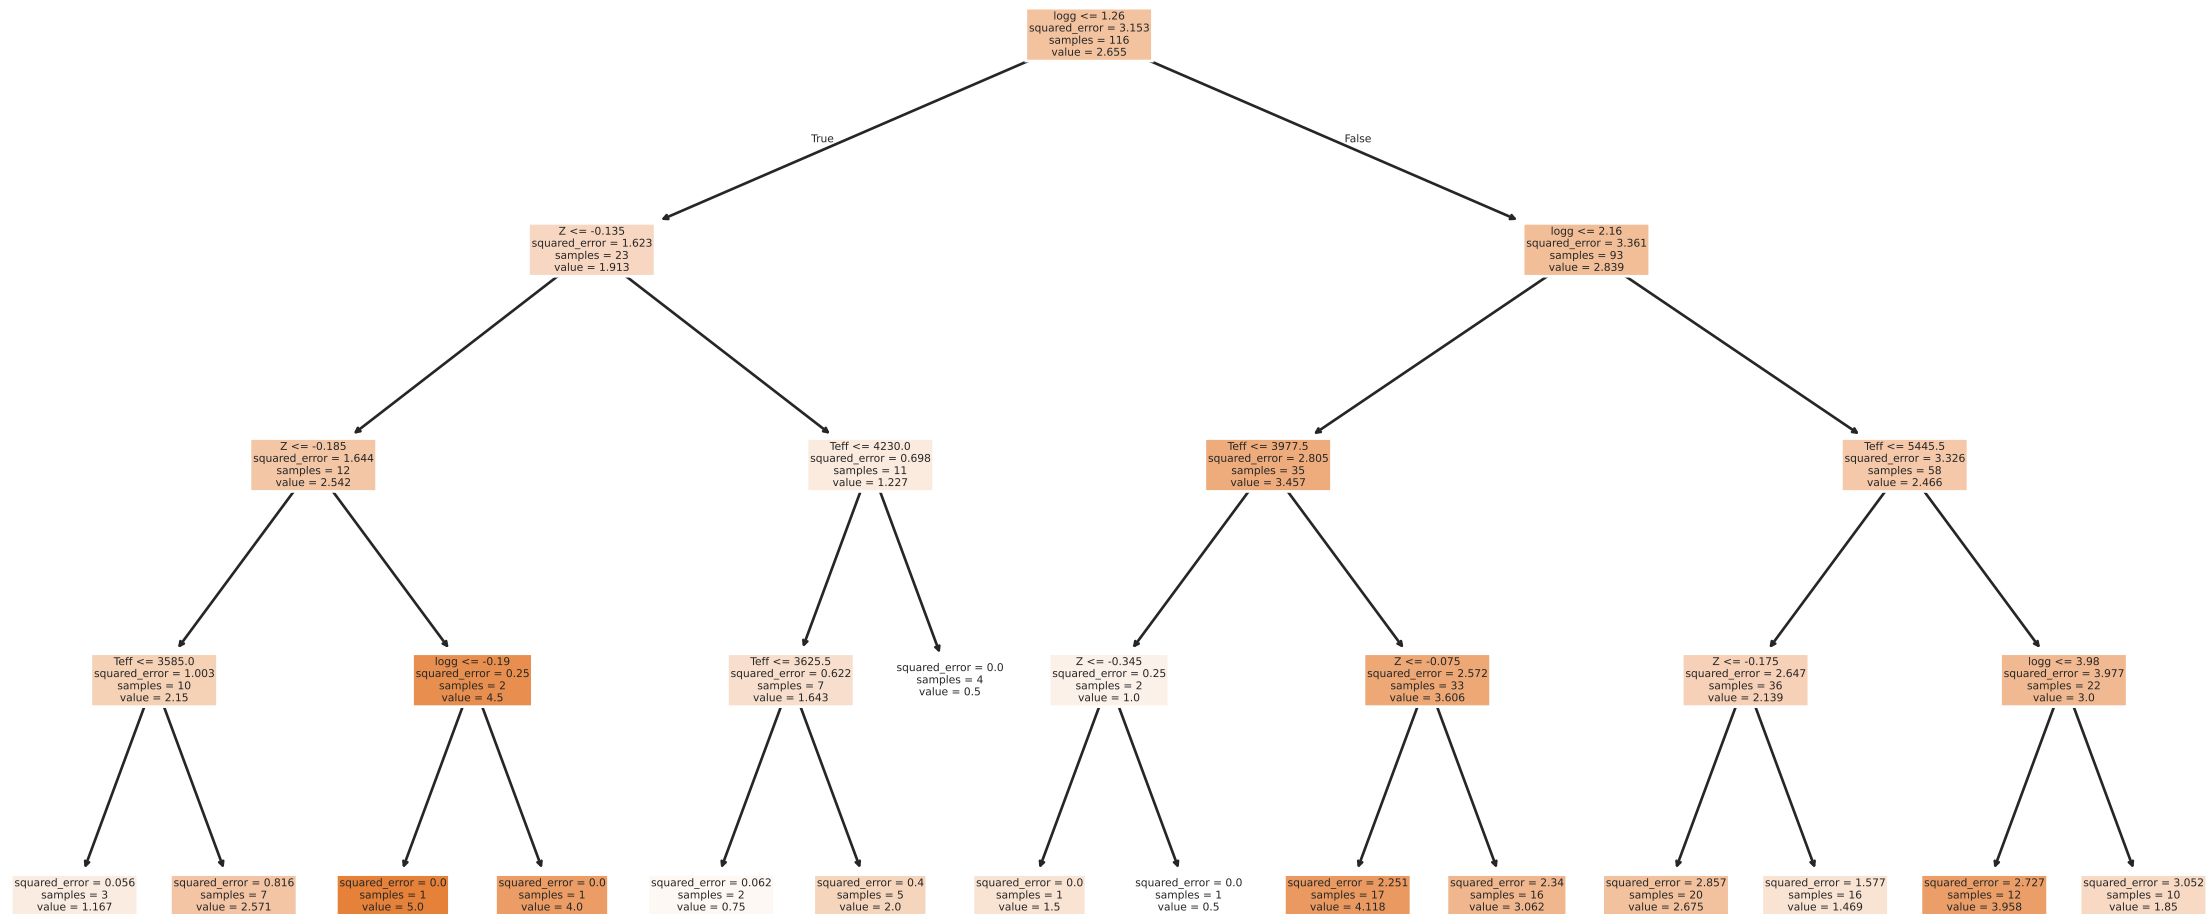 logg <= 1.26
squared_error = 3.153
samples = 116
value = 2.655
True
False
Z <= -0.135
squared_error = 1.623
samples = 23
value = 1.913
logg <= 2.16
squared_error = 3.361
samples = 93
value = 2.839
Z <= -0.185
squared_error = 1.644
samples = 12
value = 2.542
Teff <= 4230.0
squared_error = 0.698
samples = 11
value = 1.227
Teff <= 3977.5
squared_error = 2.805
samples = 35
value = 3.457
Teff <= 5445.5
squared_error = 3.326
samples = 58
value = 2.466
Teff <= 3585.0
squared_error = 1.003
samples = 10
value = 2.15
logg <= -0.19
squared_error = 0.25
samples = 2
value = 4.5
Teff <= 3625.5
squared_error = 0.622
samples = 7
value = 1.643
squared_error = 0.0
samples = 4
value = 0.5
Z <= -0.345
squared_error = 0.25
samples = 2
value = 1.0
Z <= -0.075
squared_error = 2.572
samples = 33
value = 3.606
Z <= -0.175
squared_error = 2.647
samples = 36
value = 2.139
logg <= 3.98
squared_error = 3.977
samples = 22
value = 3.0
squared_error = 0.056
samples = 3
value = 1.167
squared_error = 0.816
samples = 7
value = 2.571
squared_error = 0.0
samples = 1
value = 5.0
squared_error = 0.0
samples = 1
value = 4.0
squared_error = 0.062
samples = 2
value = 0.75
squared_error = 0.4
samples = 5
value = 2.0
squared_error = 0.0
samples = 1
value = 1.5
squared_error = 0.0
samples = 1
value = 0.5
squared_error = 2.251
samples = 17
value = 4.118
squared_error = 2.34
samples = 16
value = 3.062
squared_error = 2.857
samples = 20
value = 2.675
squared_error = 1.577
samples = 16
value = 1.469
squared_error = 2.727
samples = 12
value = 3.958
squared_error = 3.052
samples = 10
value = 1.85